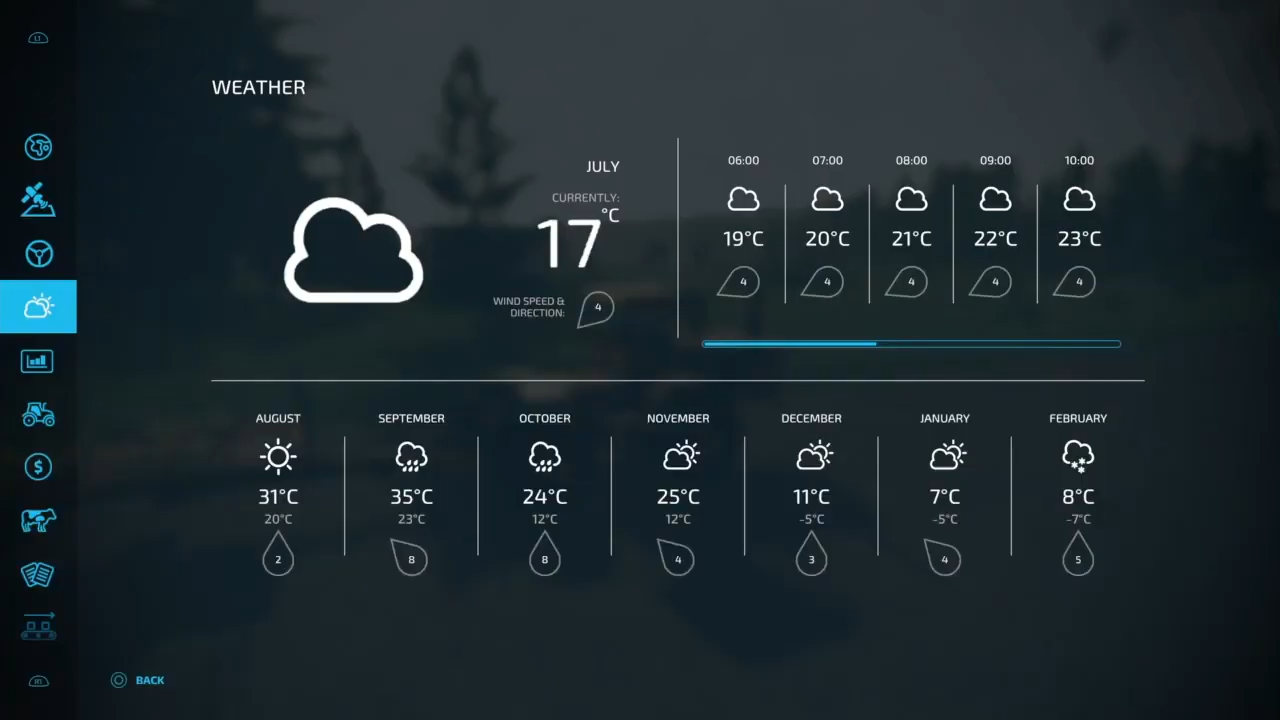 L1
WEATHER
JULY
CURRENTLY:
17°C
WIND SPEED &
DIRECTION:
4
06:00 07:00 08:00 09:00 10:00
19°C 20°C 21°C 22°C 23°C
4 4 4 4 4
AUGUST SEPTEMBER OCTOBER NOVEMBER DECEMBER JANUARY FEBRUARY
31°C 35°C 24°C 25°C 11°C 7°C 8°C
20°C 23°C 12°C 12°C -5°C -5°C -7°C
2 8 8 4 3 4 5
$
R1
BACK